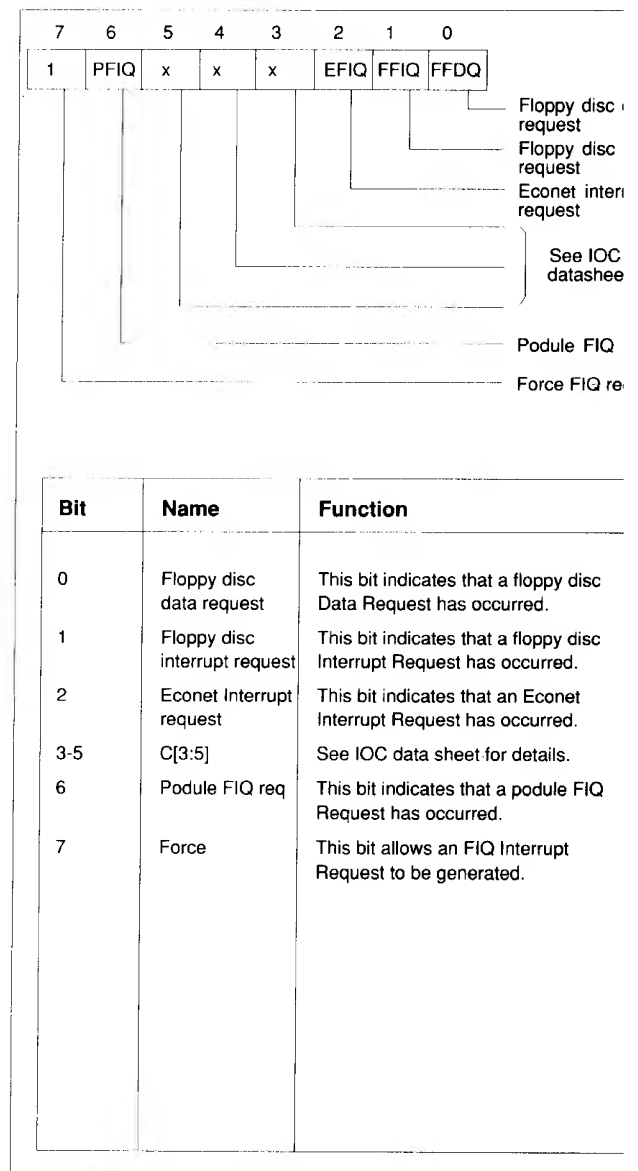 7 6 5 4 3 2 1 0
1 PFIQ x x x EFIQ FFIQ FFDQ
Floppy disc
request
Floppy disc
request
Econet
request
See IOC
Podule FIQ
Force FIQ
Bit Name Function
0 Floppy disc This bit indicates that a floppy disc
data request Data Request has occurred.
1 Floppy disc This bit indicates that a floppy disc
interrupt request Interrupt Request has occurred.
2 Econet Interrupt This bit indicates that an Econet
request Interrupt Request has occurred.
3-5 C[3:5] See IOC data sheet for details.
6 Podule FIQ req This bit indicates that a podule FIQ
Request has occurred.
7 Force This bit allows an FIQ Interrupt
Request to be generated.